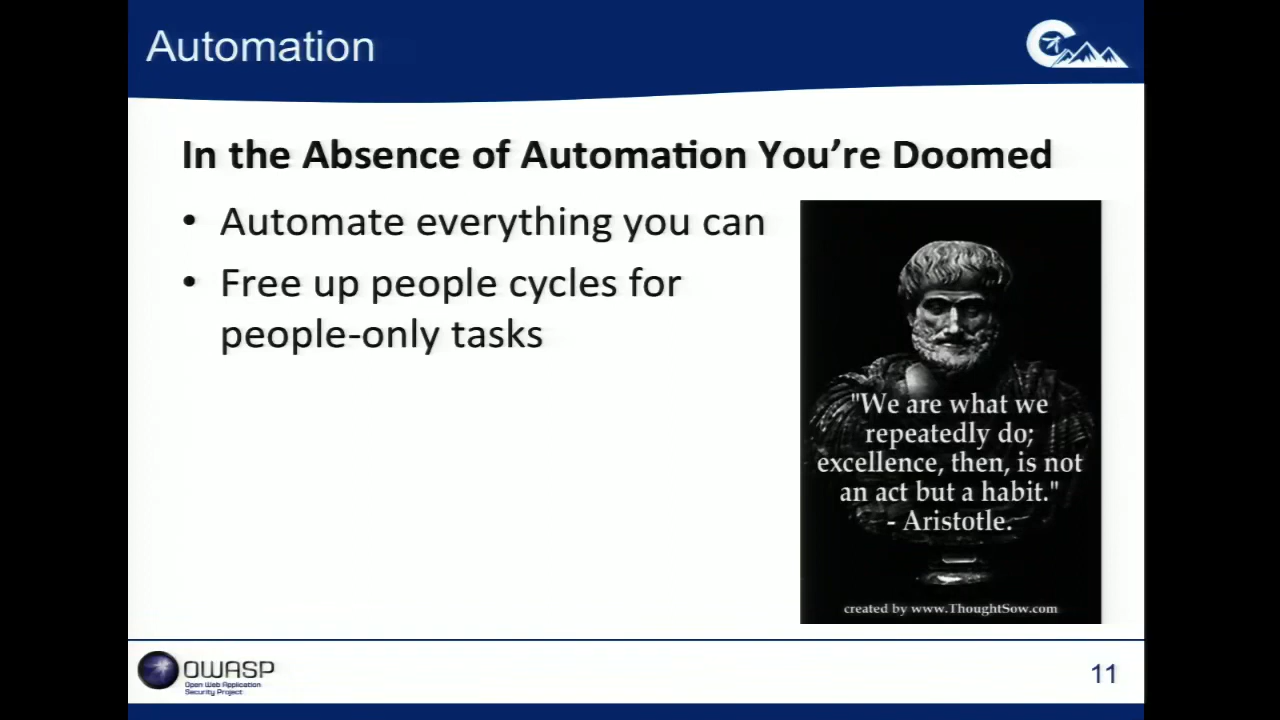 Automation
In the Absence of Automation You’re Doomed
• Automate everything you can
• Free up people cycles for
people-only tasks
"We are what we
repeatedly do;
excellence, then, is not
an act but a habit."
- Aristotle.
created by www.ThoughtSow.com
OWASP
Open Web Application
Security Project
11